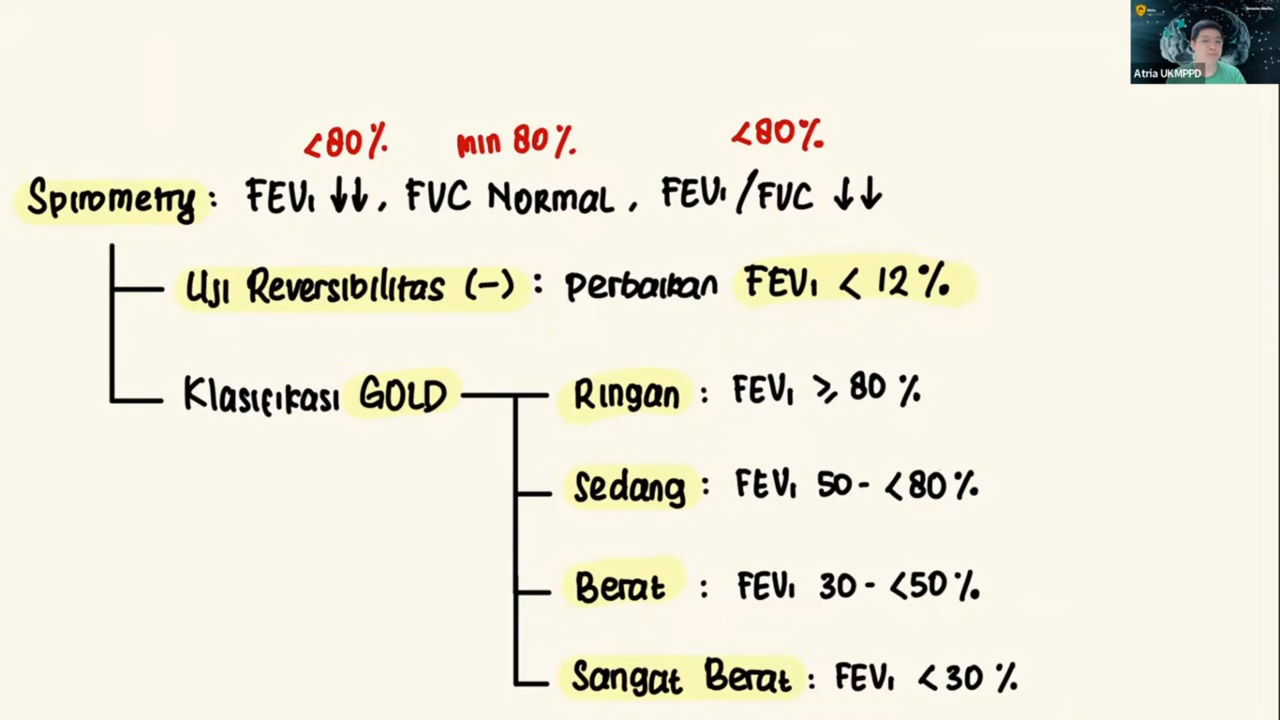 Atria UKMPPD
<80% min 80% <80%
Spirometry : FEV₁ ↓↓, FVC Normal, FEV₁/FVC ↓↓
Uji Reversibilitas (-) : perbaikan FEV₁ < 12%
Klasifikasi GOLD
Ringan : FEV₁ ≥ 80 %
Sedang : FEV₁ 50 - <80%
Berat : FEV₁ 30 - <50%
Sangat Berat : FEV₁ <30 %